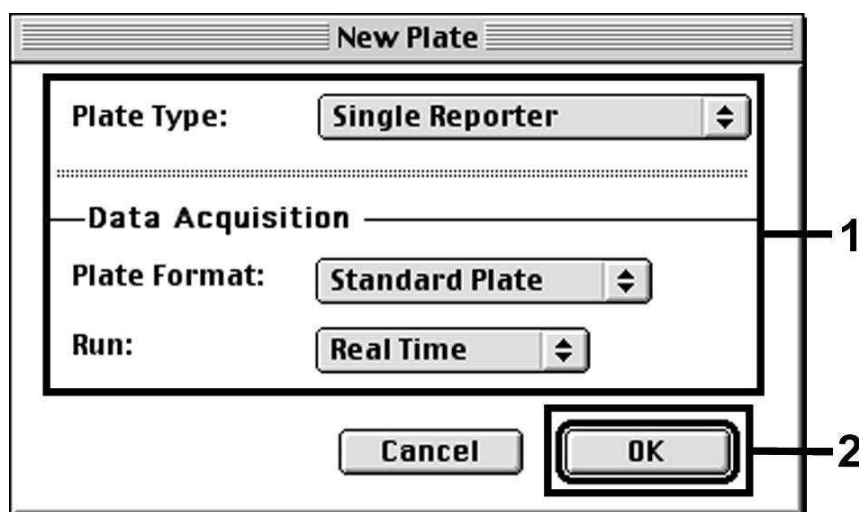 New Plate
Plate Type: Single Reporter
Data Acquisition
1
Plate Format: Standard Plate
Run: Real Time
Cancel OK 2